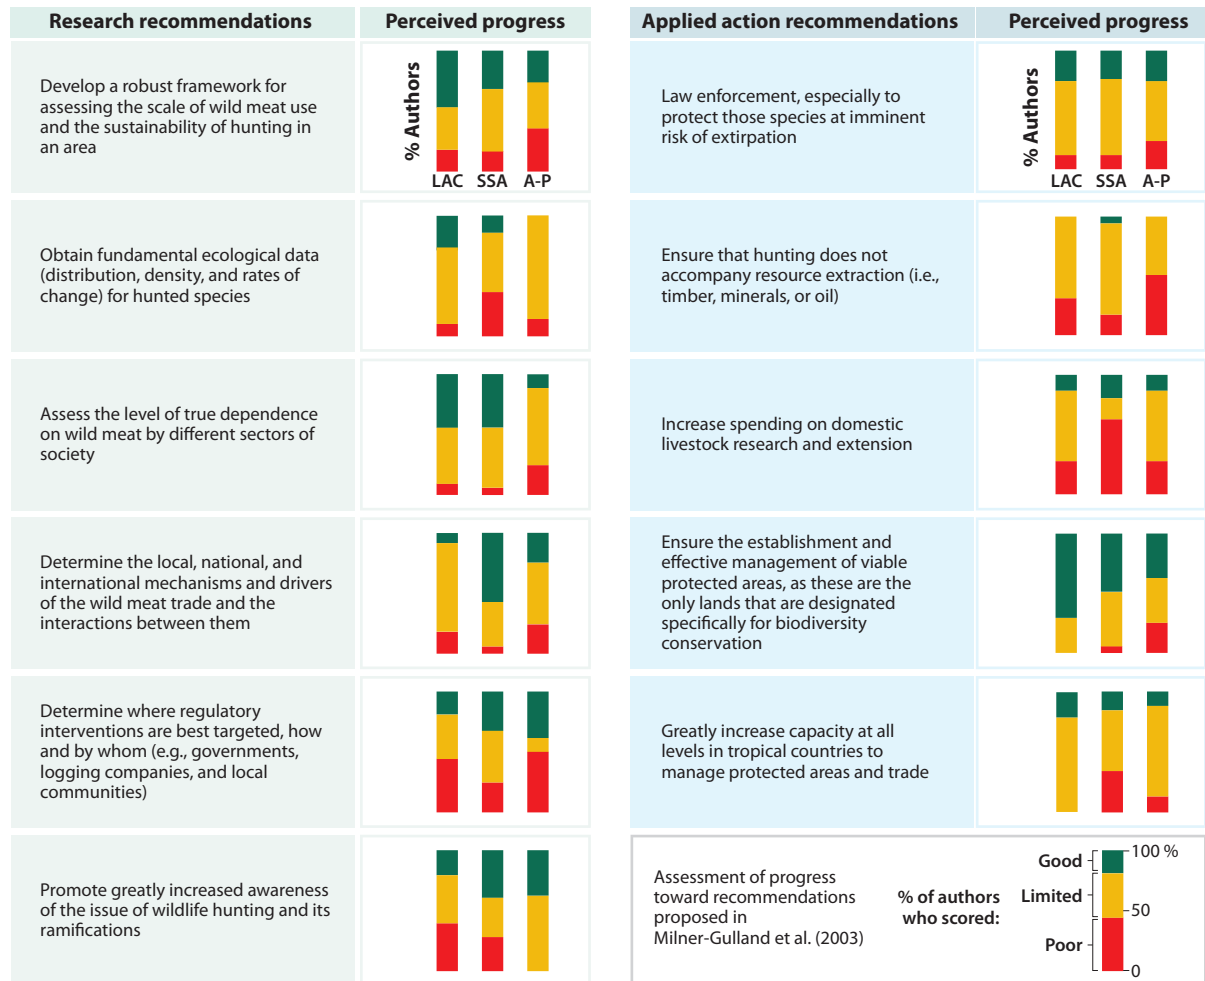 Research recommendations
Perceived progress
Develop a robust framework for
assessing the scale of wild meat use
and the sustainability of hunting in
an area
% Authors
LAC SSA A-P
Obtain fundamental ecological data
(distribution, density, and rates of
change) for hunted species
Assess the level of true dependence
on wild meat by different sectors of
society
Determine the local, national, and
international mechanisms and drivers
of the wild meat trade and the
interactions between them
Determine where regulatory
interventions are best targeted, how
and by whom (e.g., governments,
logging companies, and local
communities)
Promote greatly increased awareness
of the issue of wildlife hunting and its
ramifications
Applied action recommendations
Perceived progress
Law enforcement, especially to
protect those species at imminent
risk of extirpation
% Authors
LAC SSA A-P
Ensure that hunting does not
accompany resource extraction (i.e.,
timber, minerals, or oil)
Increase spending on domestic
livestock research and extension
Ensure the establishment and
effective management of viable
protected areas, as these are the
only lands that are designated
specifically for biodiversity
conservation
Greatly increase capacity at all
levels in tropical countries to
manage protected areas and trade
Assessment of progress
toward recommendations
proposed in
Milner-Gulland et al. (2003)
% of authors
who scored:
Good
Limited
Poor
100 %
50
0